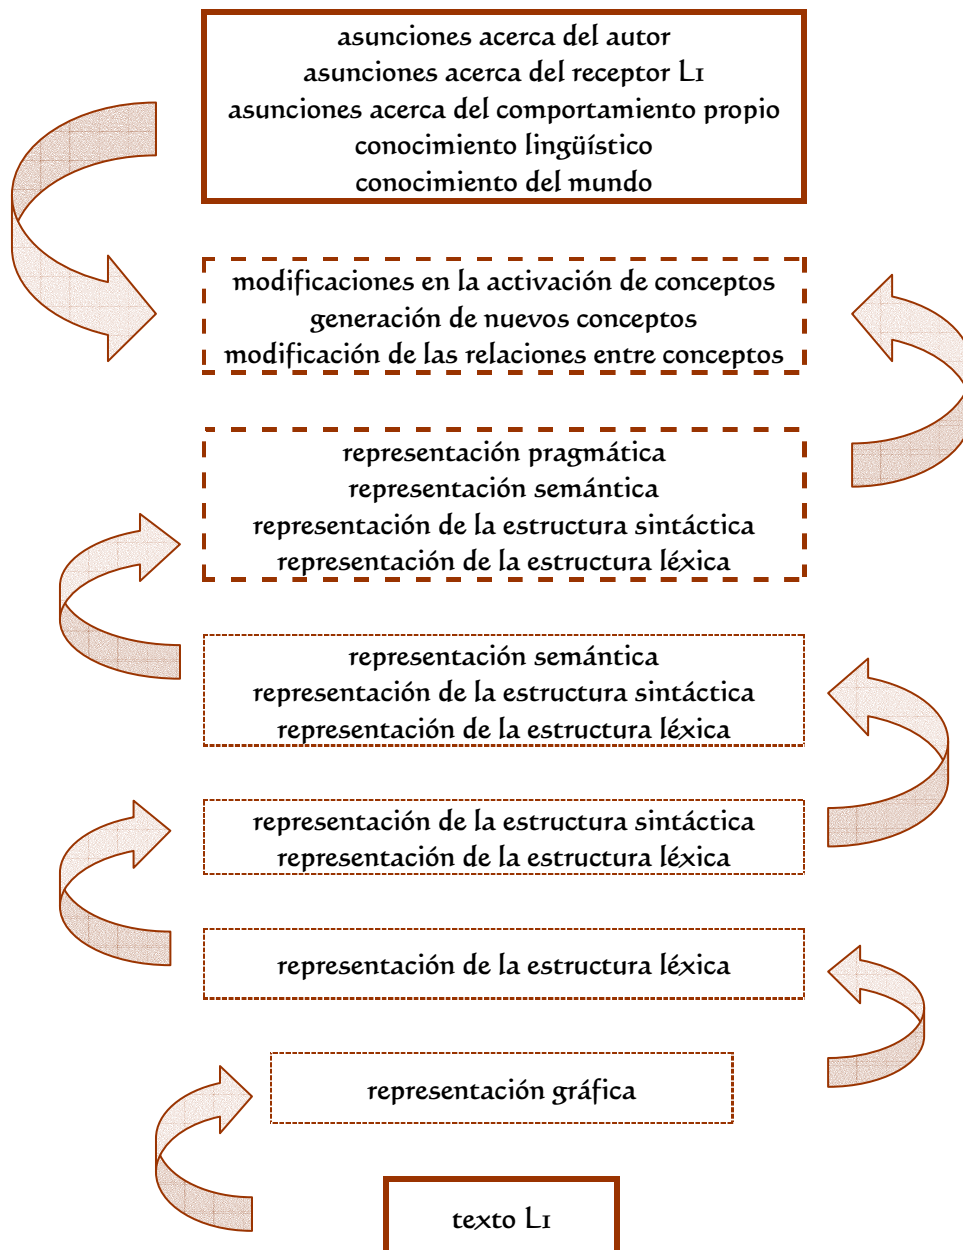 asunciones acerca del autor
asunciones acerca del receptor L1
asunciones acerca del comportamiento propio
conocimiento lingüístico
conocimiento del mundo
modificaciones en la activación de conceptos
generación de nuevos conceptos
modificación de las relaciones entre conceptos
representación pragmática
representación semántica
representación de la estructura sintáctica
representación de la estructura léxica
representación semántica
representación de la estructura sintáctica
representación de la estructura léxica
representación de la estructura sintáctica
representación de la estructura léxica
representación de la estructura léxica
representación gráfica
texto L1